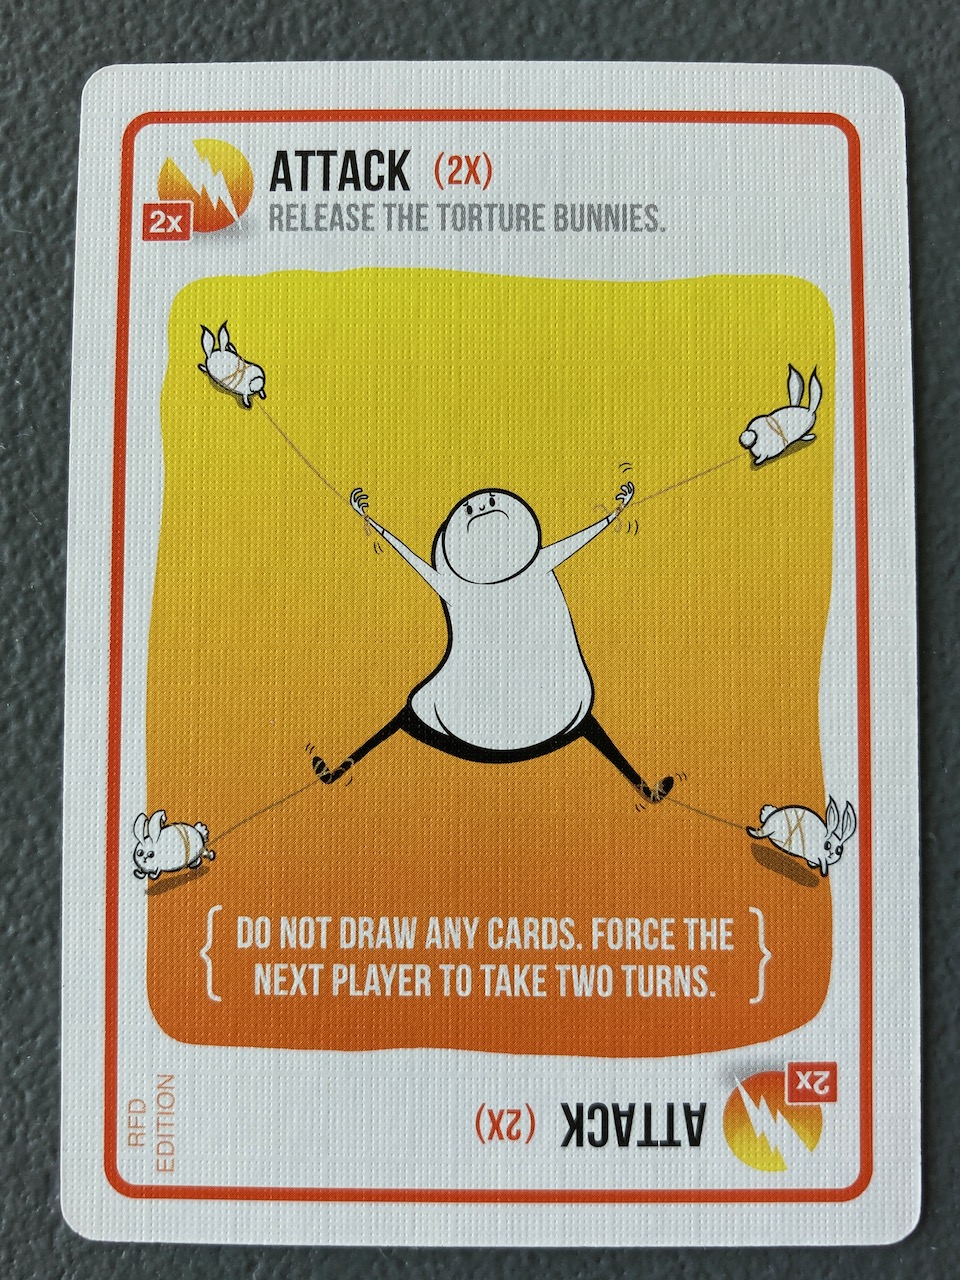 ATTACK (2X)
2x
RELEASE THE TORTURE BUNNIES.
DO NOT DRAW ANY CARDS. FORCE THE
NEXT PLAYER TO TAKE TWO TURNS.
RFD
EDITION
2x
ATTACK (2X)